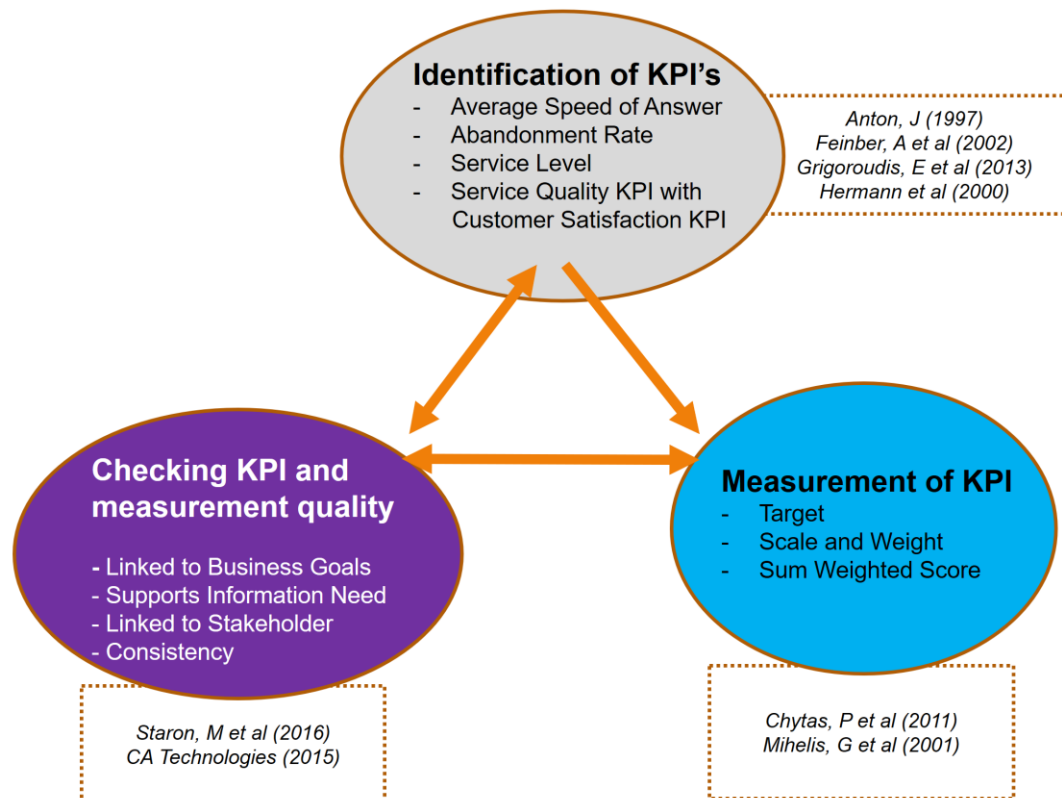 Identification of KPI's
- Average Speed of Answer
- Abandonment Rate
- Service Level
- Service Quality KPI with
Customer Satisfaction KPI
Anton, J (1997)
Feinber, A et al (2002)
Grigoroudis, E et al (2013)
Hermann et al (2000)
Checking KPI and
measurement quality
- Linked to Business Goals
- Supports Information Need
- Linked to Stakeholder
- Consistency
Staron, M et al (2016)
CA Technologies (2015)
Measurement of KPI
- Target
- Scale and Weight
- Sum Weighted Score
Chytas, P et al (2011)
Mihelis, G et al (2001)